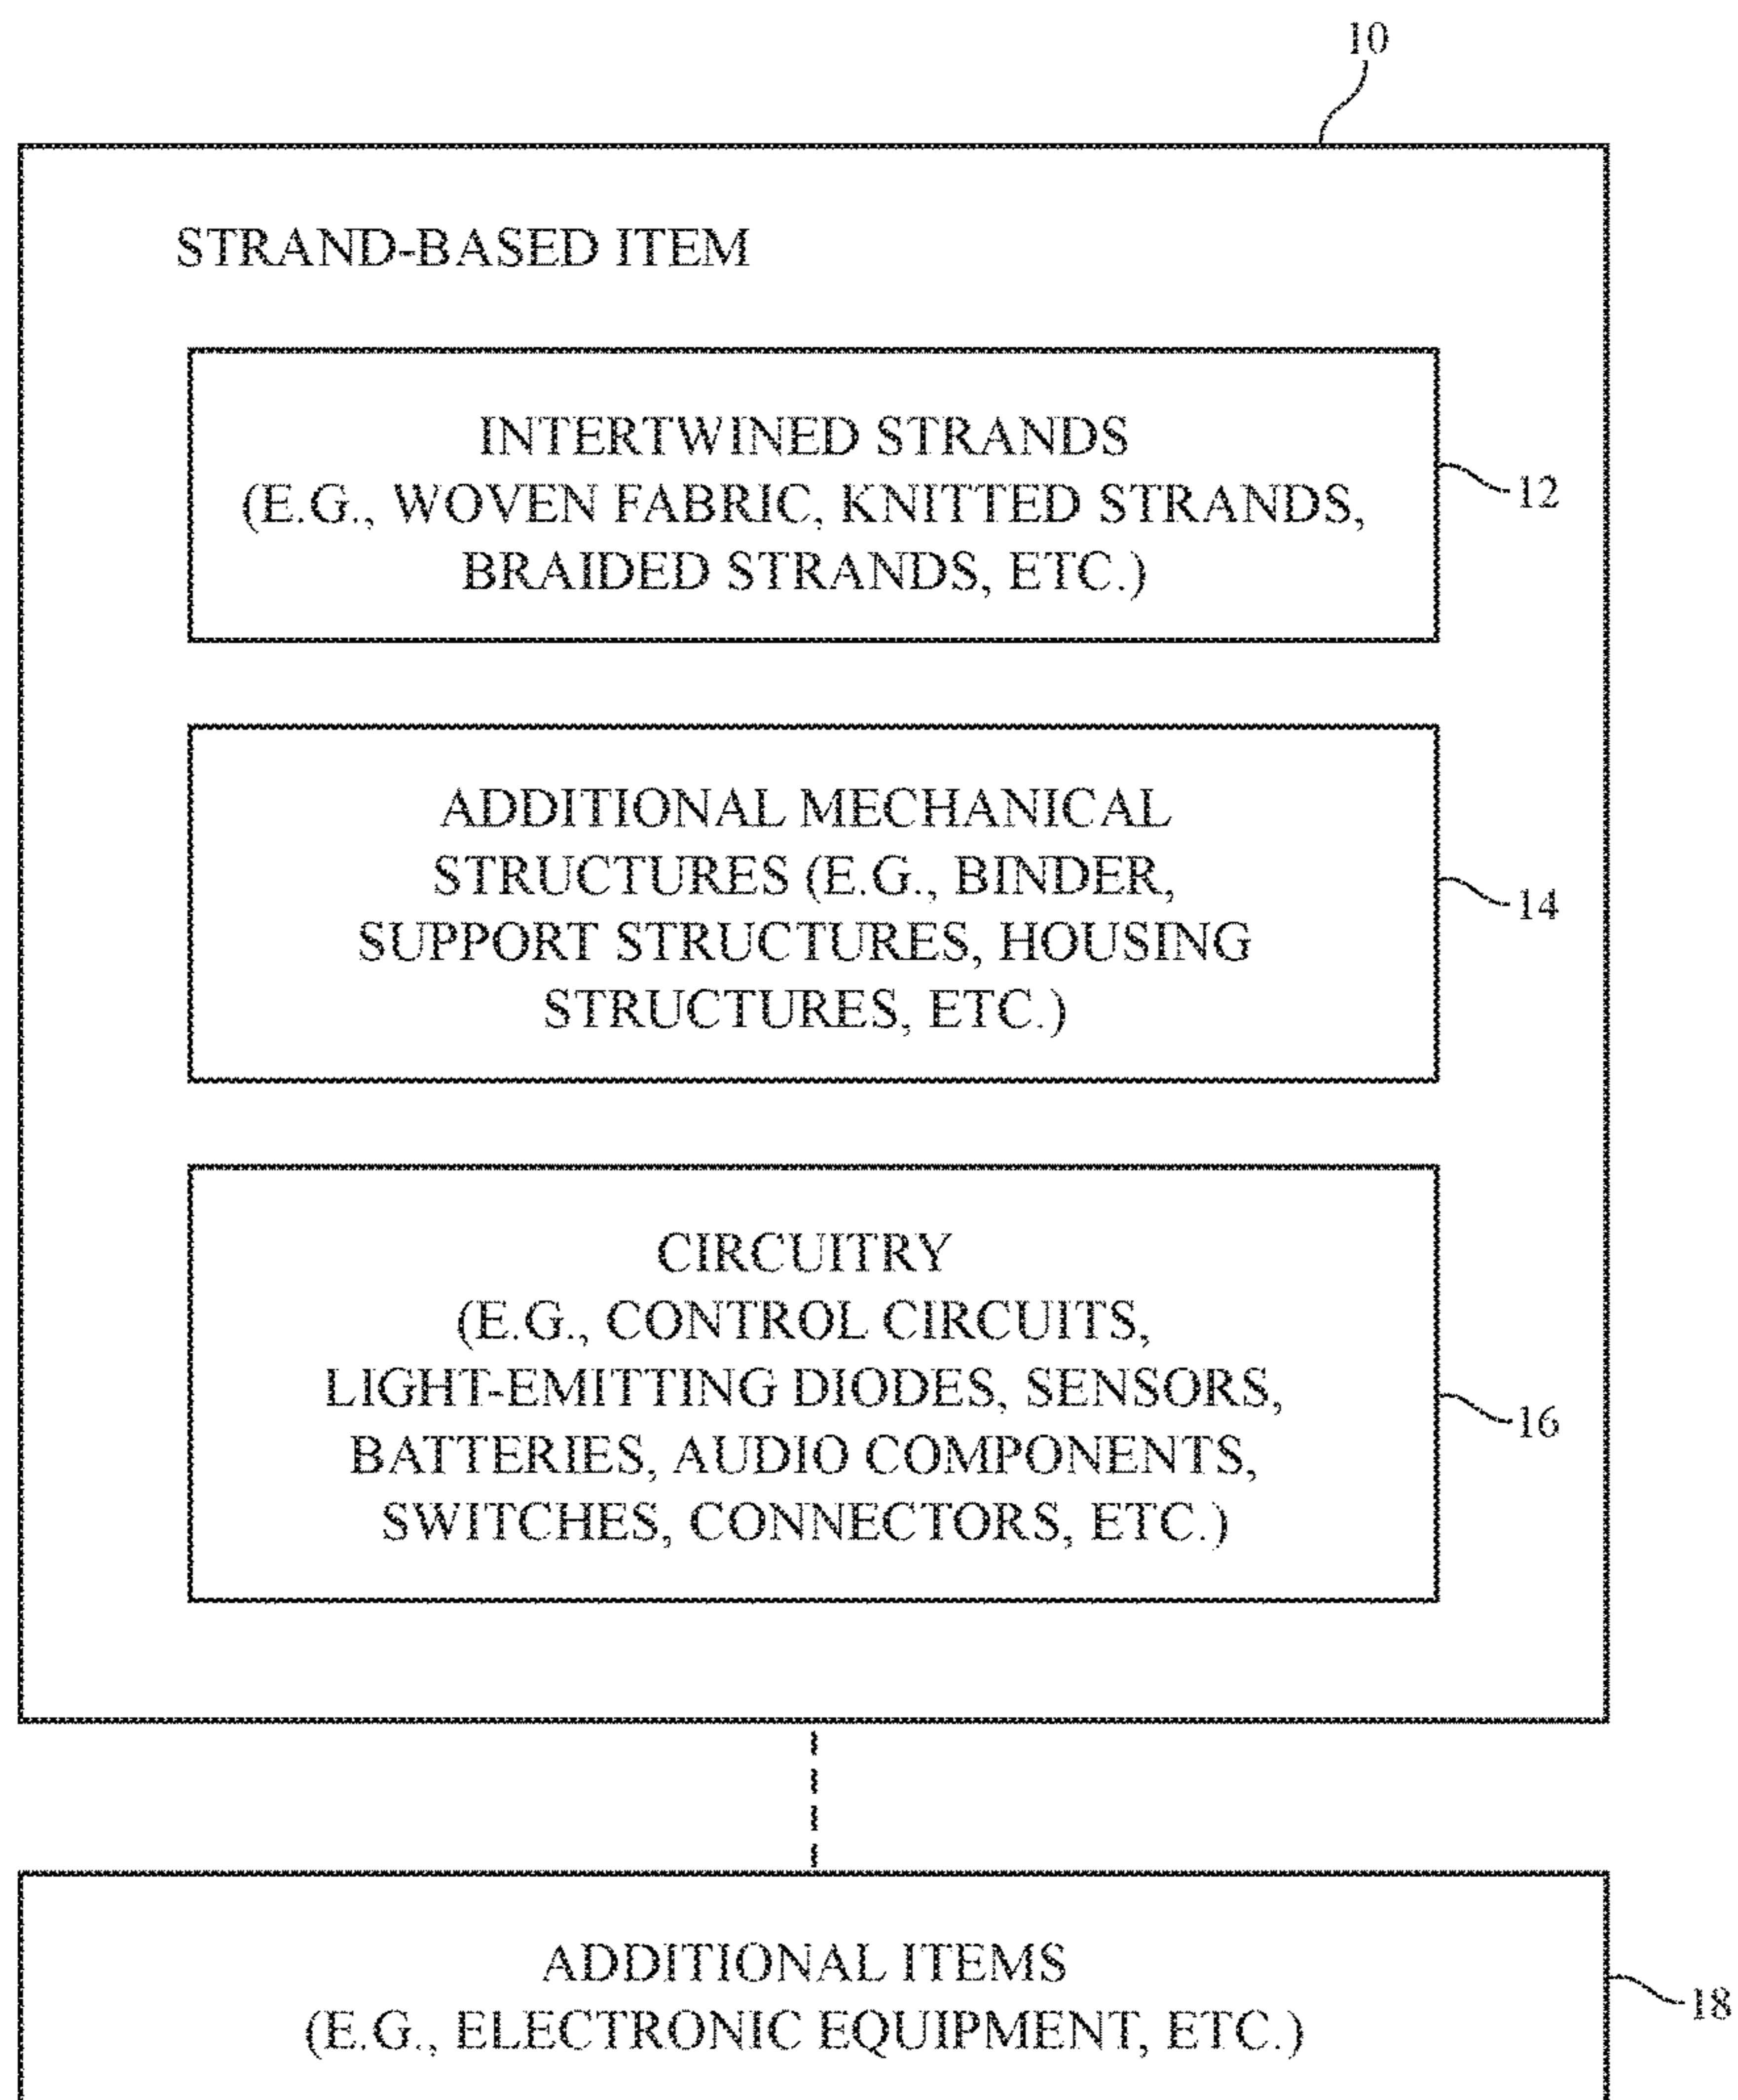 10
STRAND-BASED ITEM
INTERTWINED STRANDS
(E.G., WOVEN FABRIC, KNITTED STRANDS,
BRAIDED STRANDS, ETC.)
12
ADDITIONAL MECHANICAL
STRUCTURES (E.G., BINDER,
SUPPORT STRUCTURES, HOUSING
STRUCTURES, ETC.)
14
CIRCUITRY
(E.G., CONTROL CIRCUITS,
LIGHT-EMITTING DIODES, SENSORS,
BATTERIES, AUDIO COMPONENTS,
SWITCHES, CONNECTORS, ETC.)
16
ADDITIONAL ITEMS
(E.G., ELECTRONIC EQUIPMENT, ETC.)
18